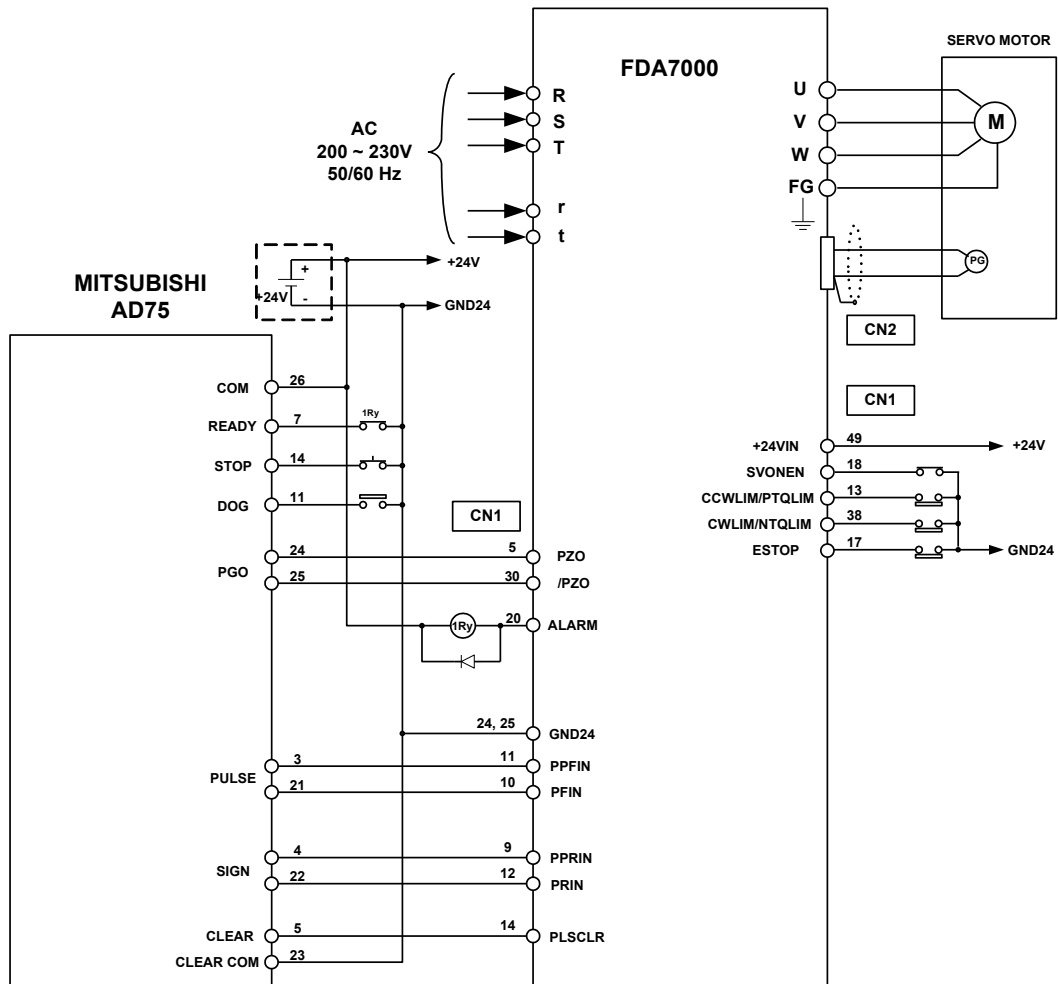 SERVO MOTOR
FDA7000
R
S
T
AC
200 ~ 230V
50/60 Hz
r
t
U
V
W
FG
M
PG
CN2
MITSUBISHI
AD75
+
+24V
-
+24V
GND24
COM 26
READY 7 1Ry
STOP 14
DOG 11
PGO 24
25
CN1
5 PZO
30 /PZO
1Ry 20 ALARM
24, 25 GND24
PULSE 3 11 PPFIN
21 10 PFIN
SIGN 4 9 PPRIN
22 12 PRIN
CLEAR 5 14 PLSCLR
CLEAR COM 23
CN1
+24VIN 49 +24V
SVONEN 18
CCWLIM/PTQLIM 13
CWLIM/NTQLIM 38
ESTOP 17 GND24